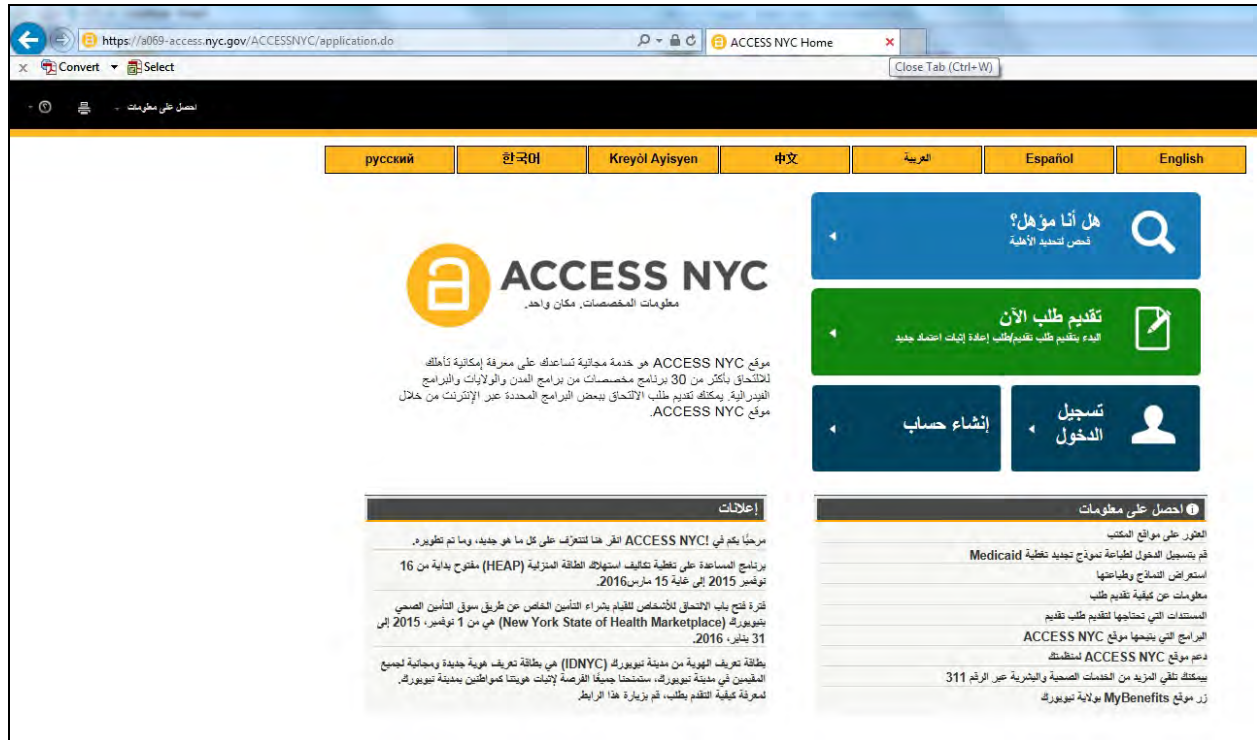 https://a069-access.nyc.gov/ACCESSNYC/application.do
ACCESS NYC Home
Convert
Select
Close Tab (Ctrl+W)
احصل على معلومات
русский
한국어
Kreyòl Ayisyen
中文
العربية
Español
English
هل أنا مؤهل؟
فحص لتحديد الأهلية
تقديم طلب الآن
البدء بتقديم طلب تقديم/طلب إعادة إثبات اعتماد جديد
تسجيل
الدخول
إنشاء حساب
ACCESS NYC
معلومات المخصصات. مكان واحد.
موقع ACCESS NYC هو خدمة مجانية تساعدك على معرفة إمكانية تأهلك
للالتحاق بأكثر من 30 برنامج مخصصات من برامج المدن والولايات والبرامج
الفيدرالية. يمكنك تقديم طلب الالتحاق ببعض البرامج المحددة عبر الإنترنت من خلال
موقع ACCESS NYC.
احصل على معلومات
العثور على مواقع المكتب
قم بتسجيل الدخول لطباعة نموذج تجديد تغطية Medicaid
استعراض النماذج وطباعتها
معلومات عن كيفية تقديم طلب
المستندات التي تحتاجها لتقديم طلب تقديم
البرامج التي يتيحها موقع ACCESS NYC
دعم موقع ACCESS NYC لمنظمتك
يمكنك تلقي المزيد من الخدمات الصحية والبشرية عبر الرقم 311
زر موقع MyBenefits بولاية نيويورك
إعلانات
مرحبًا بكم في ACCESS NYC! انقر هنا لتتعرّف على كل ما هو جديد، وما تم تطويره.
برنامج المساعدة على تغطية تكاليف استهلاك الطاقة المنزلية (HEAP) مفتوح بداية من 16
نوفمبر 2015 إلى غاية 15 مارس2016.
فترة فتح باب الالتحاق للأشخاص للقيام بشراء التأمين الخاص عن طريق سوق التأمين الصحي
بنيويورك (New York State of Health Marketplace) هي من 1 نوفمبر، 2015 إلى
31 يناير، 2016.
بطاقة تعريف الهوية من مدينة نيويورك (IDNYC) هي بطاقة تعريف هوية جديدة ومجانية لجميع
المقيمين في مدينة نيويورك، ستمنحنا جميعًا الفرصة لإثبات هويتنا كمواطنين بمدينة نيويورك.
لمعرفة كيفية التقدم بطلب، قم بزيارة هذا الرابط.